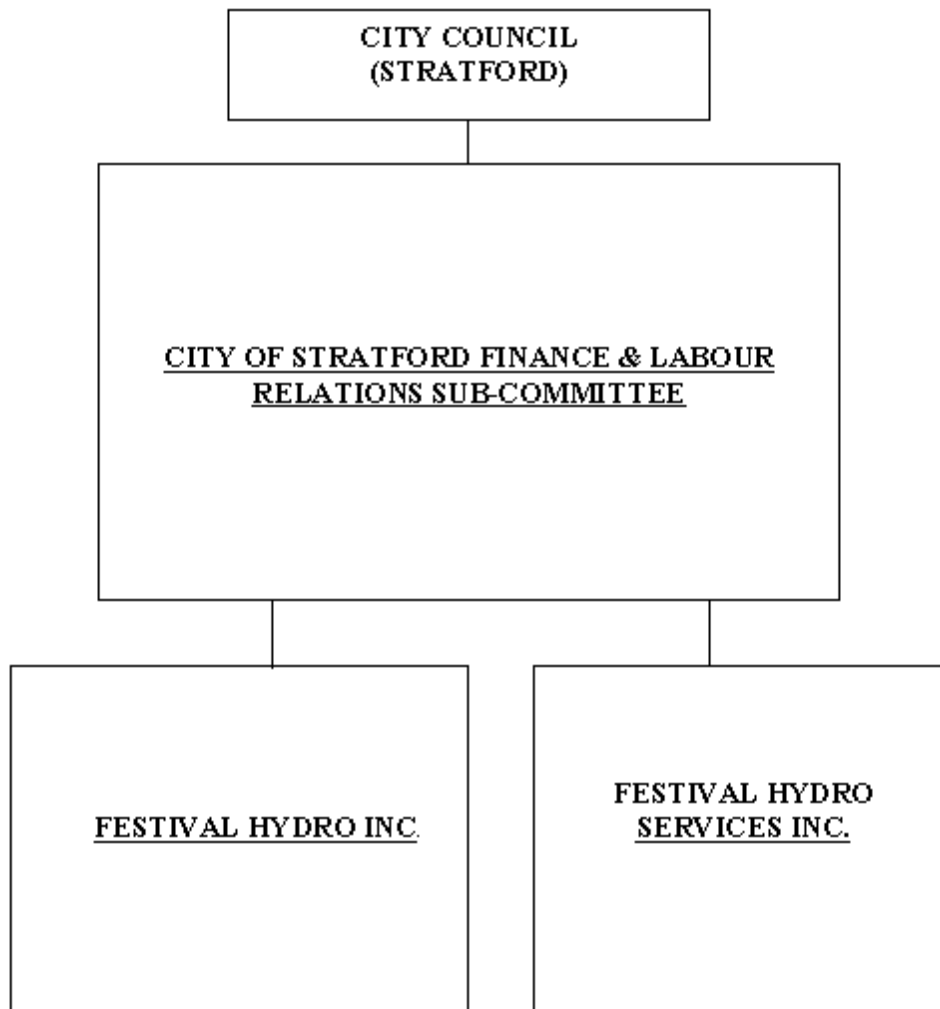 CITY COUNCIL
(STRATFORD)
CITY OF STRATFORD FINANCE & LABOUR
RELATIONS SUB-COMMITTEE
FESTIVAL HYDRO INC.
FESTIVAL HYDRO
SERVICES INC.